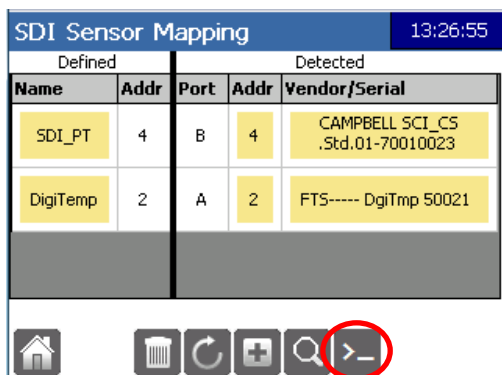 SDI Sensor Mapping 13:26:55
Defined Detected
Name Addr Port Addr Vendor/Serial
SDI_PT 4 B 4 CAMPBELL SCI_CS
.Std.01-70010023
DigiTemp 2 A 2 FTS----- DgiTmp 50021
>_